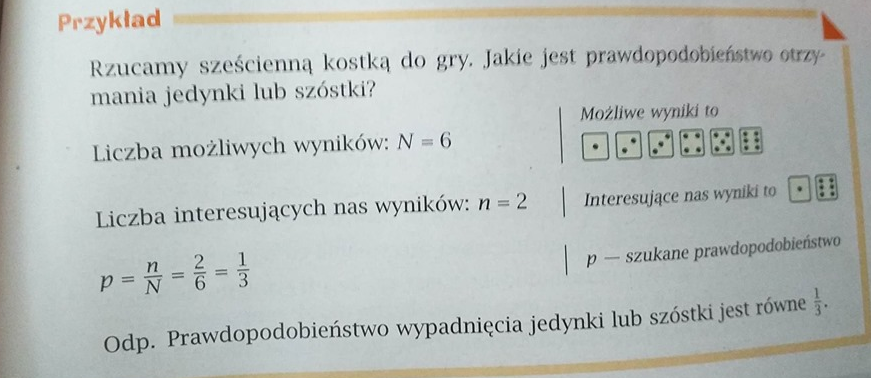 Przykład
Rzucamy sześcienną kostką do gry. Jakie jest prawdopodobieństwo otrzy-
mania jedynki lub szóstki?
Możliwe wyniki to
Liczba możliwych wyników: N = 6
Liczba interesujących nas wyników: n = 2
Interesujące nas wyniki to
p = n/N = 2/6 = 1/3
p — szukane prawdopodobieństwo
Odp. Prawdopodobieństwo wypadnięcia jedynki lub szóstki jest równe 1/3.